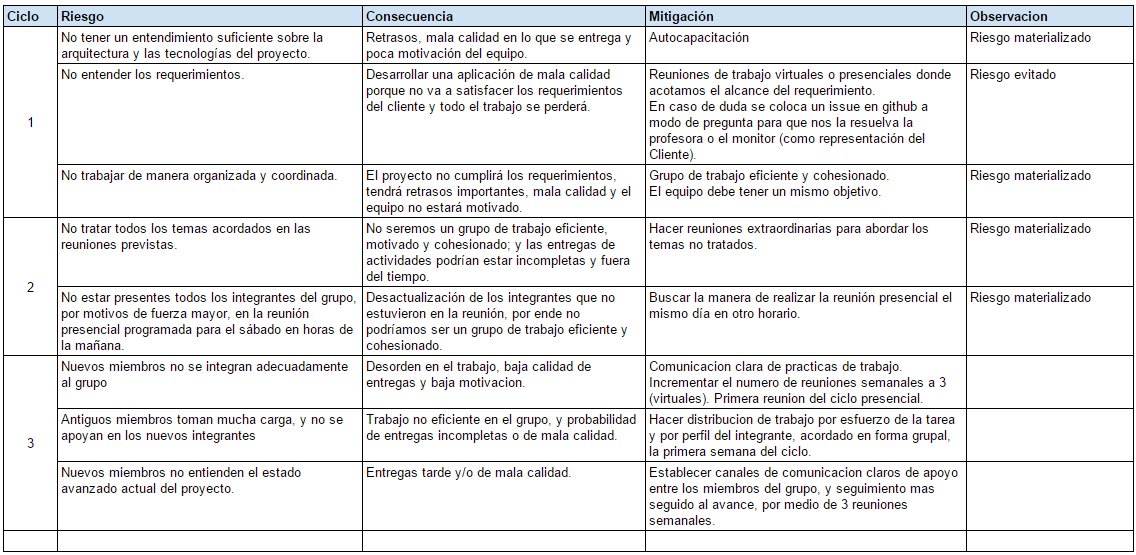 Ciclo Riesgo Consecuencia Mitigación Observacion
1
No tener un entendimiento suficiente sobre la
arquitectura y las tecnologías del proyecto.
Retrasos, mala calidad en lo que se entrega y
poca motivación del equipo.
Autocapacitación
Riesgo materializado
No entender los requerimientos.
Desarrollar una aplicación de mala calidad
porque no va a satisfacer los requerimientos
del cliente y todo el trabajo se perderá.
Reuniones de trabajo virtuales o presenciales donde
acotamos el alcance del requerimiento.
En caso de duda se coloca un issue en github a
modo de pregunta para que nos la resuelva la
profesora o el monitor (como representación del
Cliente).
Riesgo evitado
No trabajar de manera organizada y coordinada.
El proyecto no cumplirá los requerimientos,
tendrá retrasos importantes, mala calidad y el
equipo no estará motivado.
Grupo de trabajo eficiente y cohesionado.
El equipo debe tener un mismo objetivo.
Riesgo materializado
2
No tratar todos los temas acordados en las
reuniones previstas.
No seremos un grupo de trabajo eficiente,
motivado y cohesionado; y las entregas de
actividades podrían estar incompletas y fuera
del tiempo.
Hacer reuniones extraordinarias para abordar los
temas no tratados.
Riesgo materializado
No estar presentes todos los integrantes del grupo,
por motivos de fuerza mayor, en la reunión
presencial programada para el sábado en horas de
la mañana.
Desactualización de los integrantes que no
estuvieron en la reunión, por ende no
podríamos ser un grupo de trabajo eficiente y
cohesionado.
Buscar la manera de realizar la reunión presencial el
mismo día en otro horario.
Riesgo materializado
3
Nuevos miembros no se integran adecuadamente
al grupo
Desorden en el trabajo, baja calidad de
entregas y baja motivacion.
Comunicacion clara de practicas de trabajo.
Incrementar el numero de reuniones semanales a 3
(virtuales). Primera reunion del ciclo presencial.
Antiguos miembros toman mucha carga, y no se
apoyan en los nuevos integrantes
Trabajo no eficiente en el grupo, y probabilidad
de entregas incompletas o de mala calidad.
Hacer distribucion de trabajo por esfuerzo de la tarea
y por perfil del integrante, acordado en forma grupal,
la primera semana del ciclo.
Nuevos miembros no entienden el estado
avanzado actual del proyecto.
Entregas tarde y/o de mala calidad.
Establecer canales de comunicacion claros de apoyo
entre los miembros del grupo, y seguimiento mas
seguido al avance, por medio de 3 reuniones
semanales.